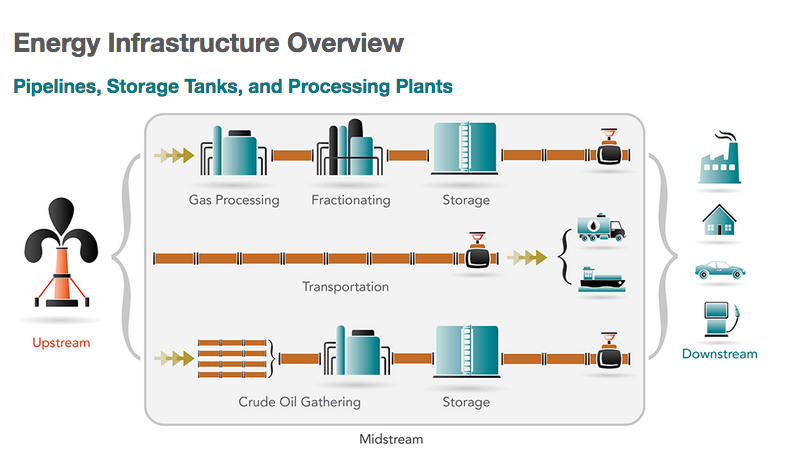 Energy Infrastructure Overview
Pipelines, Storage Tanks, and Processing Plants
Gas Processing
Fractionating
Storage
Transportation
Upstream
Downstream
Crude Oil Gathering
Storage
Midstream